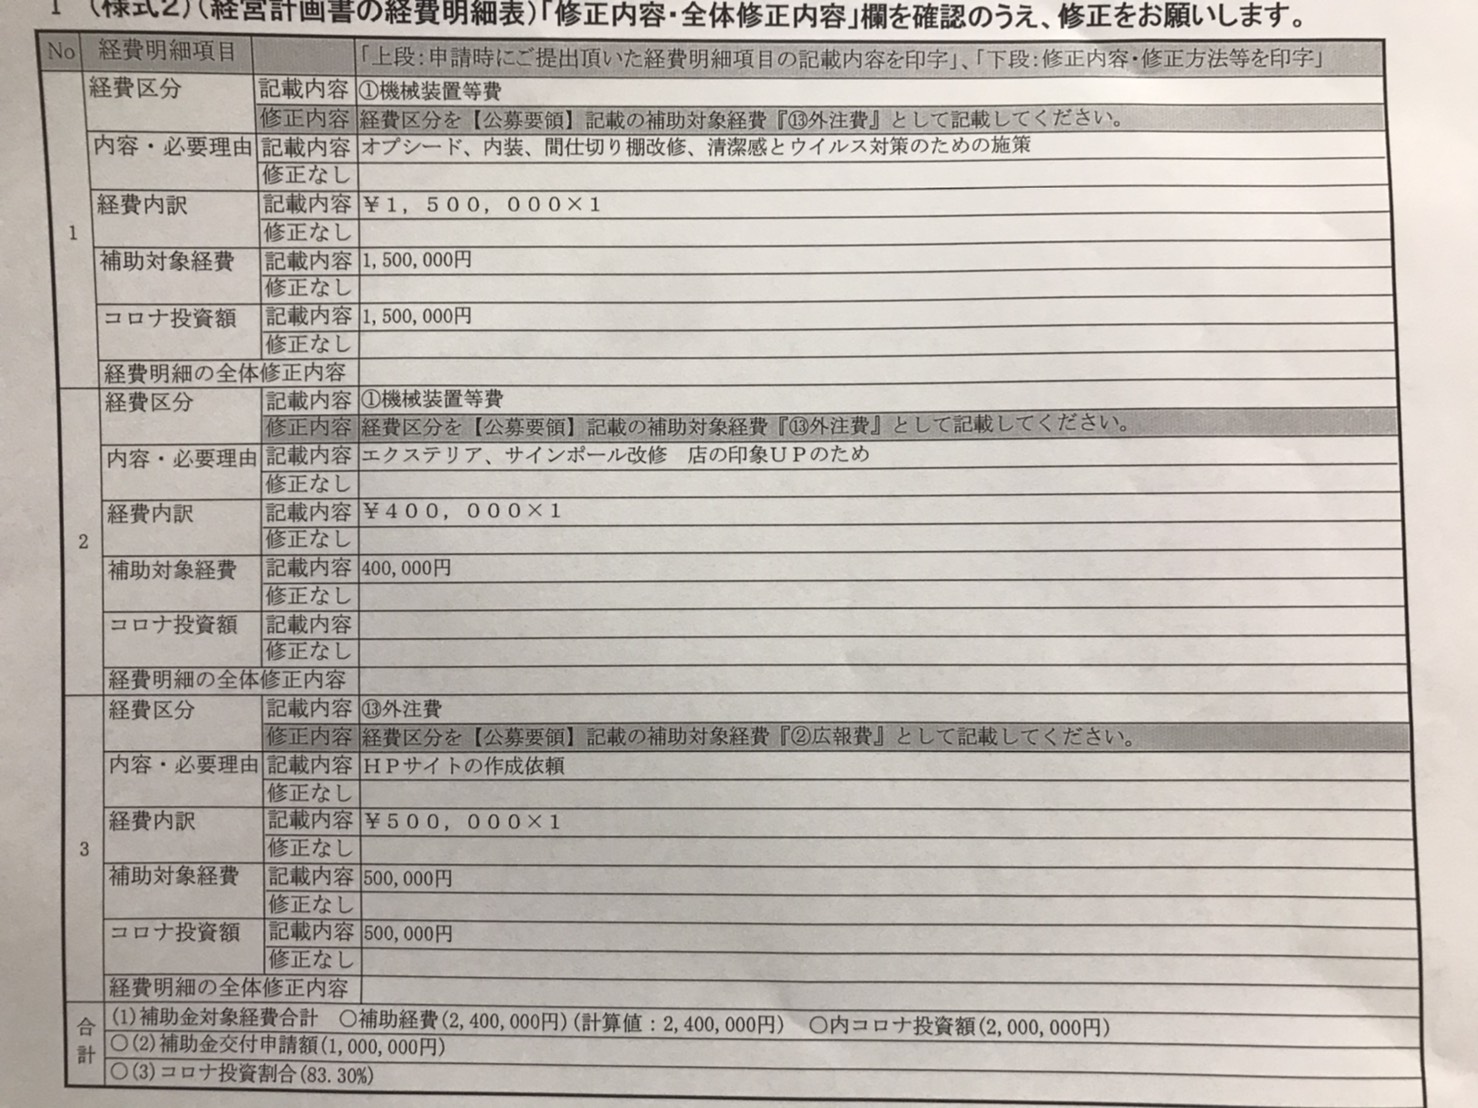 1 (様式2)(経営計画書の経費明細表)「修正内容・全体修正内容」欄を確認のうえ、修正をお願いします。
No 経費明細項目 「上段:申請時にご提出頂いた経費明細項目の記載内容を印字」、「下段:修正内容・修正方法等を印字」
1
経費区分 記載内容 ①機械装置等費
修正内容 経費区分を【公募要領】記載の補助対象経費『⑬外注費』として記載してください。
内容・必要理由 記載内容 オプシード、内装、間仕切り棚改修、清潔感とウイルス対策のための施策
修正なし
経費内訳 記載内容 ¥1,500,000×1
修正なし
補助対象経費 記載内容 1,500,000円
修正なし
コロナ投資額 記載内容 1,500,000円
修正なし
経費明細の全体修正内容
2
経費区分 記載内容 ①機械装置等費
修正内容 経費区分を【公募要領】記載の補助対象経費『⑬外注費』として記載してください。
内容・必要理由 記載内容 エクステリア、サインポール改修 店の印象UPのため
修正なし
経費内訳 記載内容 ¥400,000×1
修正なし
補助対象経費 記載内容 400,000円
修正なし
コロナ投資額 記載内容
修正なし
経費明細の全体修正内容
3
経費区分 記載内容 ⑬外注費
修正内容 経費区分を【公募要領】記載の補助対象経費『②広報費』として記載してください。
内容・必要理由 記載内容 HPサイトの作成依頼
修正なし
経費内訳 記載内容 ¥500,000×1
修正なし
補助対象経費 記載内容 500,000円
修正なし
コロナ投資額 記載内容 500,000円
修正なし
経費明細の全体修正内容
合計
(1)補助金対象経費合計 ○補助経費(2,400,000円)(計算値:2,400,000円) ○内コロナ投資額(2,000,000円)
○(2)補助金交付申請額(1,000,000円)
○(3)コロナ投資割合(83.30%)